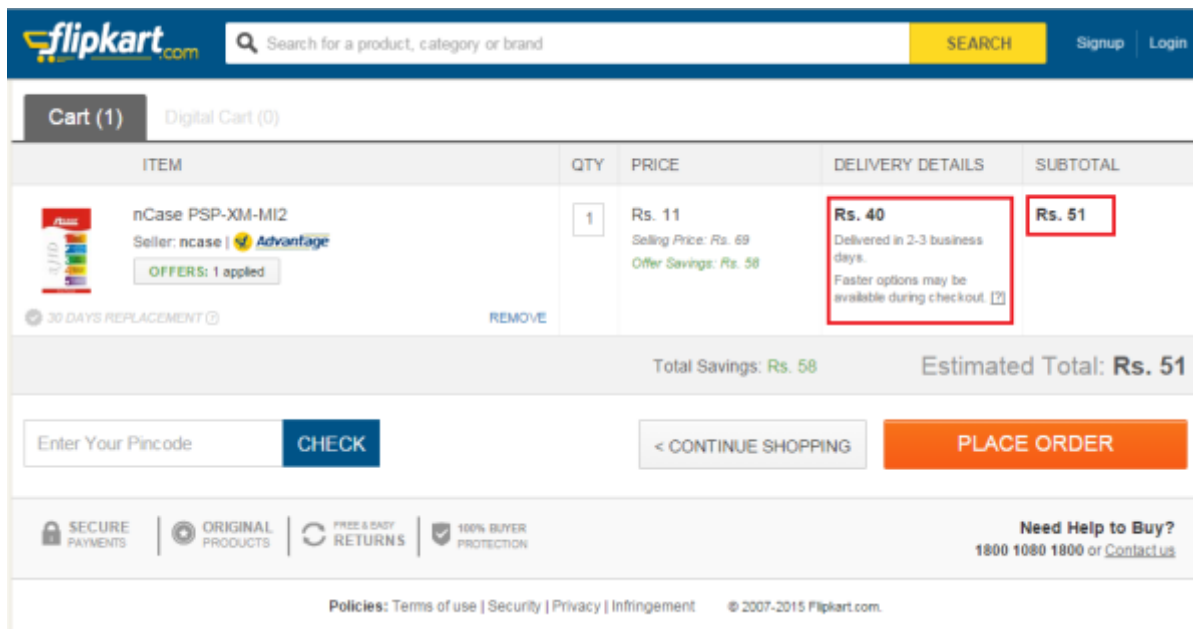 flipkart.com
Search for a product, category or brand
SEARCH
Signup
Login
Cart (1)
Digital Cart (0)
ITEM
QTY
PRICE
DELIVERY DETAILS
SUBTOTAL
nCase PSP-XM-MI2
Seller: ncase | Advantage
OFFERS: 1 applied
30 DAYS REPLACEMENT [?]
REMOVE
1
Rs. 11
Selling Price: Rs. 69
Offer Savings: Rs. 58
Rs. 40
Delivered in 2-3 business
days.
Faster options may be
available during checkout. [?]
Rs. 51
Total Savings: Rs. 58
Estimated Total: Rs. 51
Enter Your Pincode
CHECK
< CONTINUE SHOPPING
PLACE ORDER
SECURE
PAYMENTS
ORIGINAL
PRODUCTS
FREE & EASY
RETURNS
100% BUYER
PROTECTION
Need Help to Buy?
1800 1080 1800 or Contact us
Policies: Terms of use | Security | Privacy | Infringement
© 2007-2015 Flipkart.com.